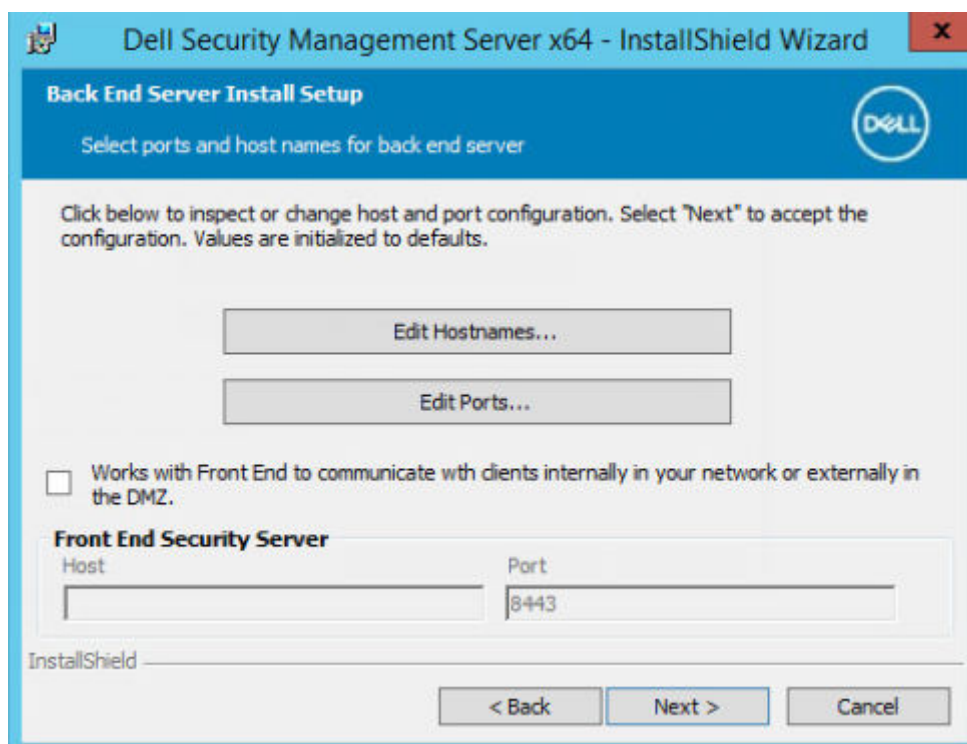 Dell Security Management Server x64 - InstallShield Wizard
x
Back End Server Install Setup
Select ports and host names for back end server
DELL
Click below to inspect or change host and port configuration. Select "Next" to accept the
configuration. Values are initialized to defaults.
Edit Hostnames...
Edit Ports...
Works with Front End to communicate wth clients internally in your network or externally in
the DMZ.
Front End Security Server
Host Port
8443
InstallShield
< Back Next > Cancel